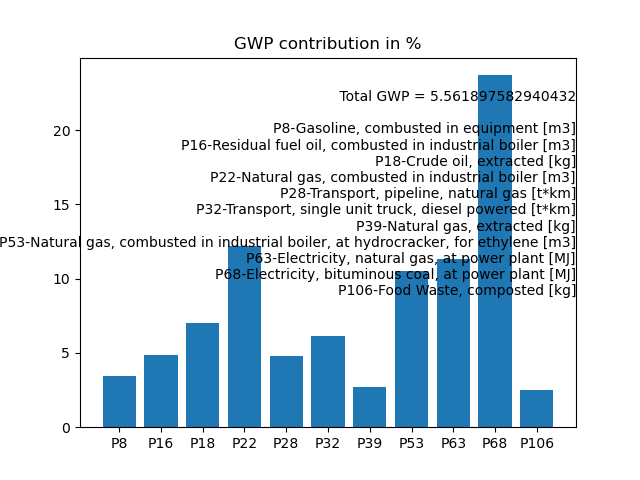 GWP contribution in %
Total GWP = 5.561897582940432
P8-Gasoline, combusted in equipment [m3]
P16-Residual fuel oil, combusted in industrial boiler [m3]
P18-Crude oil, extracted [kg]
P22-Natural gas, combusted in industrial boiler [m3]
P28-Transport, pipeline, natural gas [t*km]
P32-Transport, single unit truck, diesel powered [t*km]
P39-Natural gas, extracted [kg]
P53-Natural gas, combusted in industrial boiler, at hydrocracker, for ethylene [m3]
P63-Electricity, natural gas, at power plant [MJ]
P68-Electricity, bituminous coal, at power plant [MJ]
P106-Food Waste, composted [kg]
20
15
10
5
0
P8 P16 P18 P22 P28 P32 P39 P53 P63 P68 P106